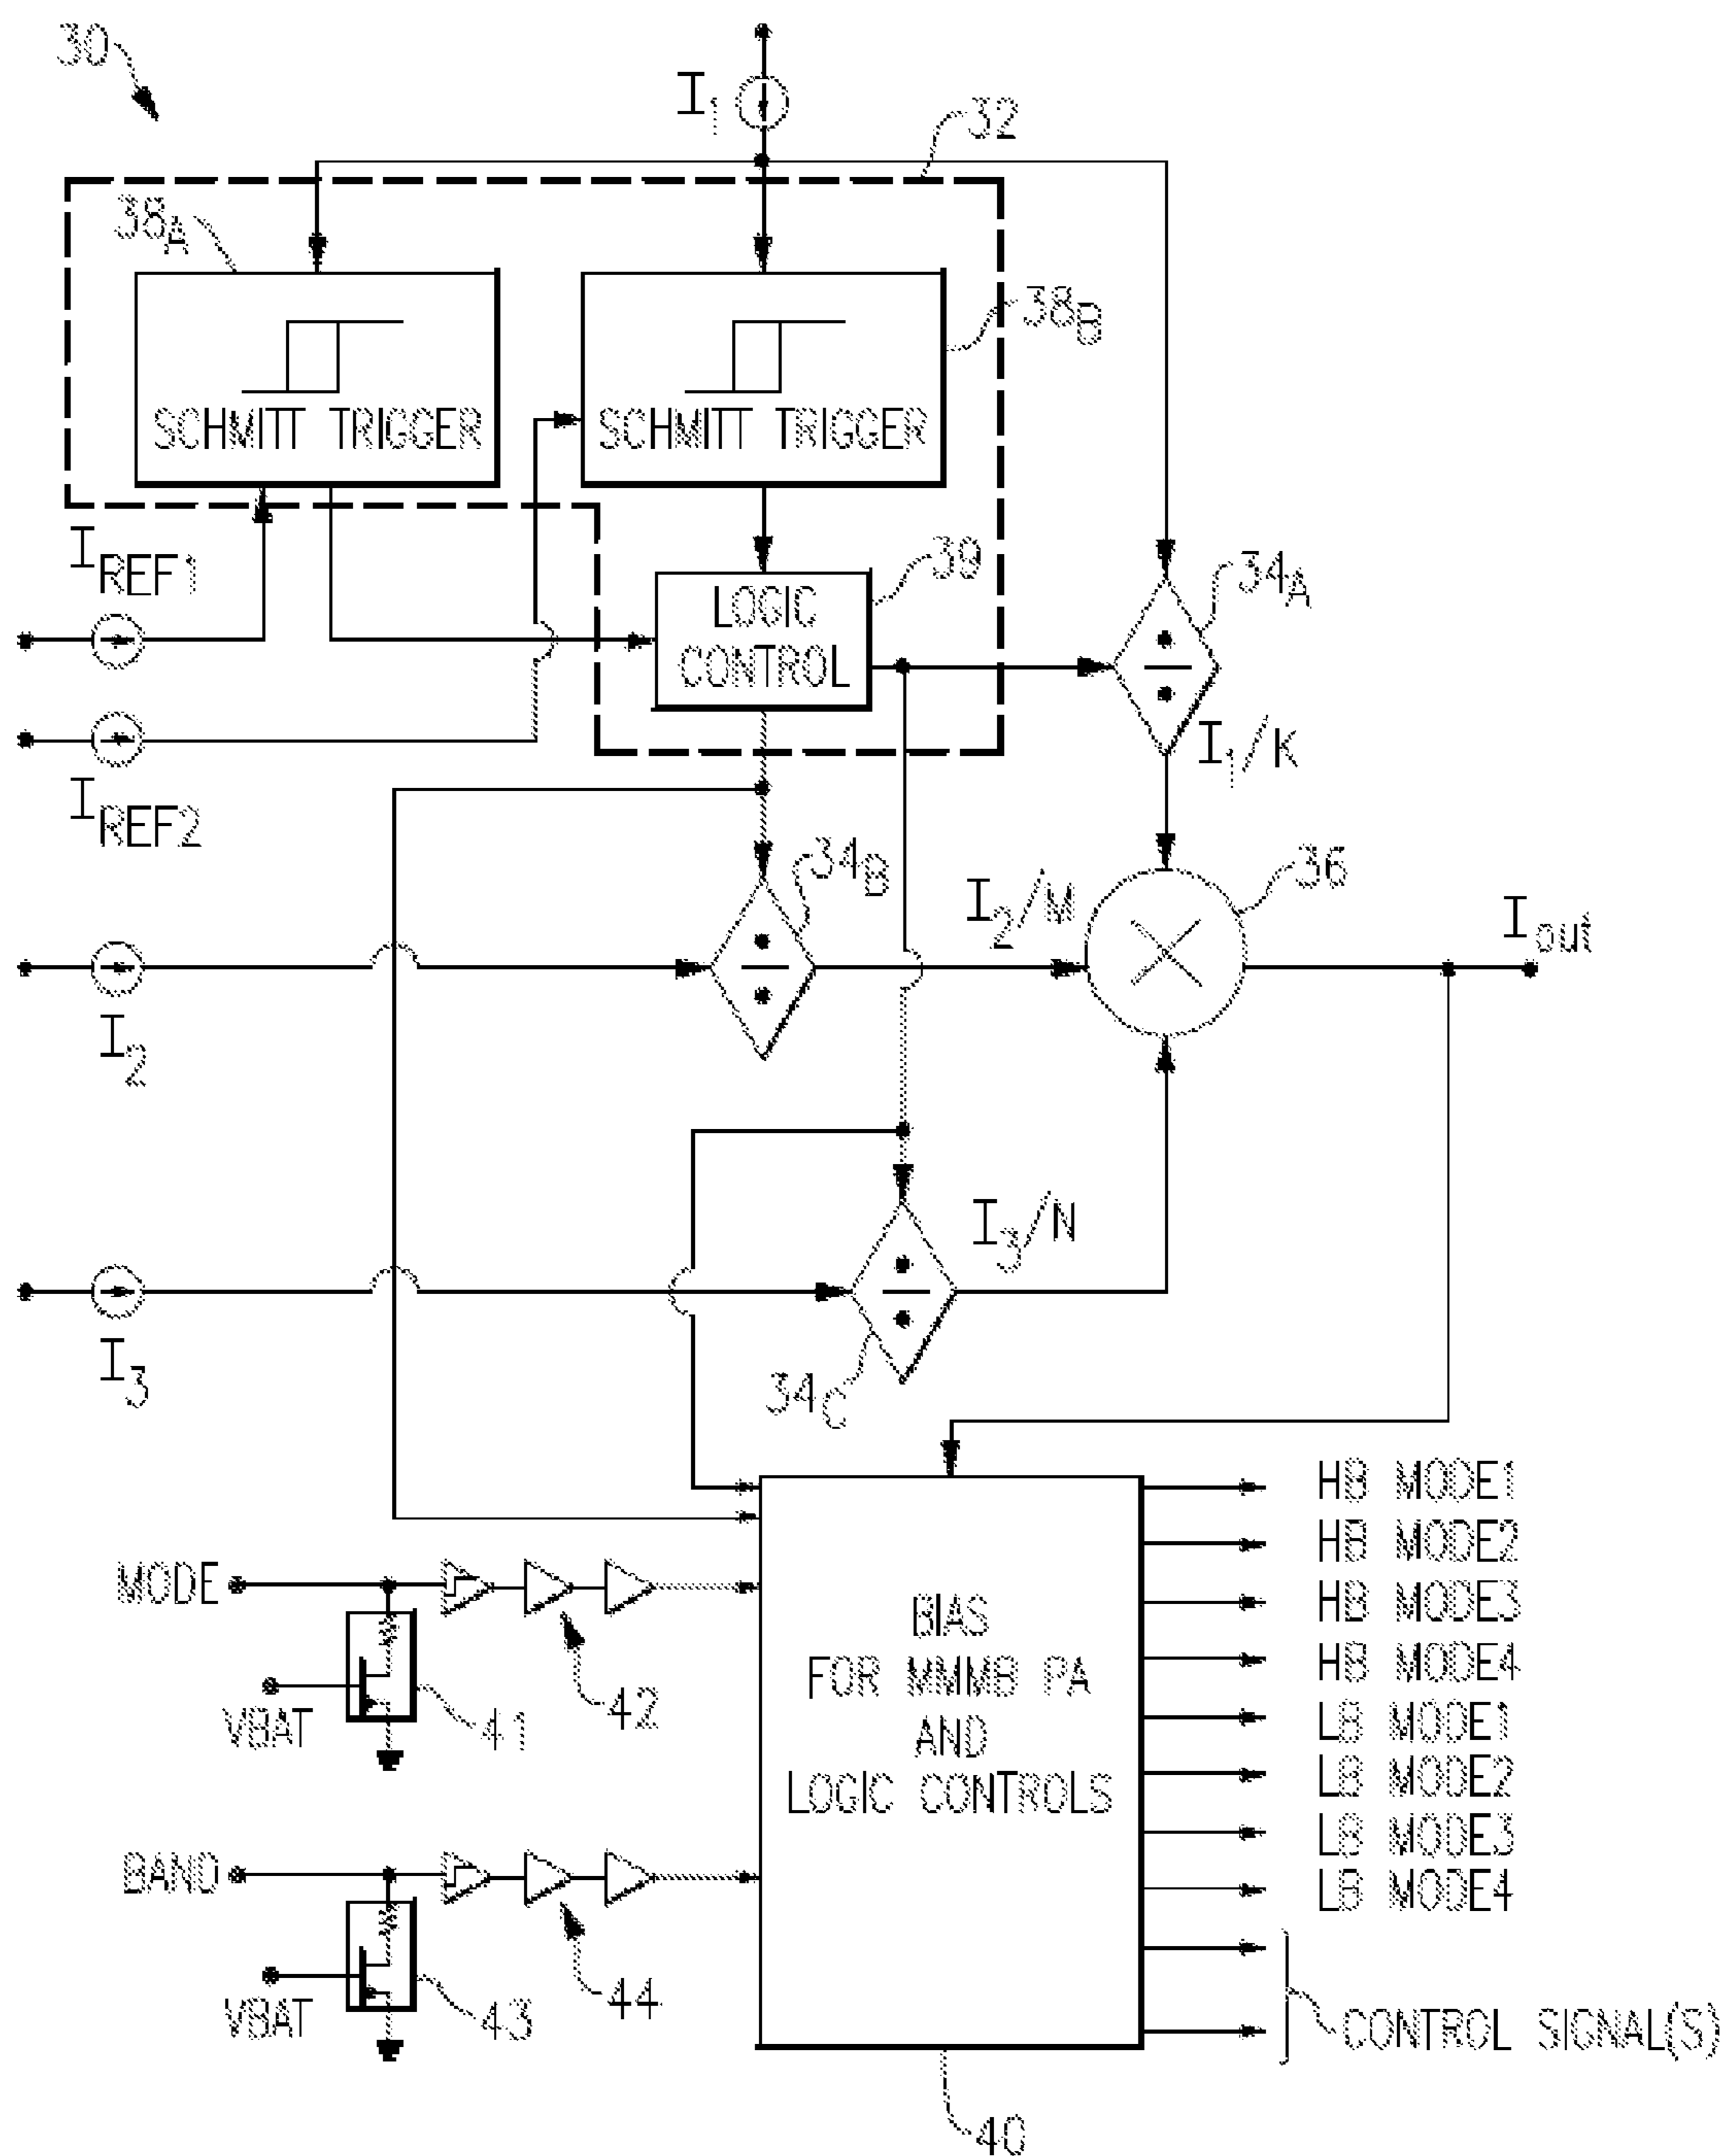 30
I1
32
38A
38B
SCHMITT TRIGGER
SCHMITT TRIGGER
IREF1
39
LOGIC
CONTROL
34A
I1/K
IREF2
34B
I2/M
36
Iout
I2
I3/N
I3
34C
HB MODE1
HB MODE2
HB MODE3
HB MODE4
LB MODE1
LB MODE2
LB MODE3
LB MODE4
MODE
42
VBAT
41
BIAS
FOR MMMB PA
AND
LOGIC CONTROLS
BAND
44
VBAT
43
CONTROL SIGNAL(S)
40